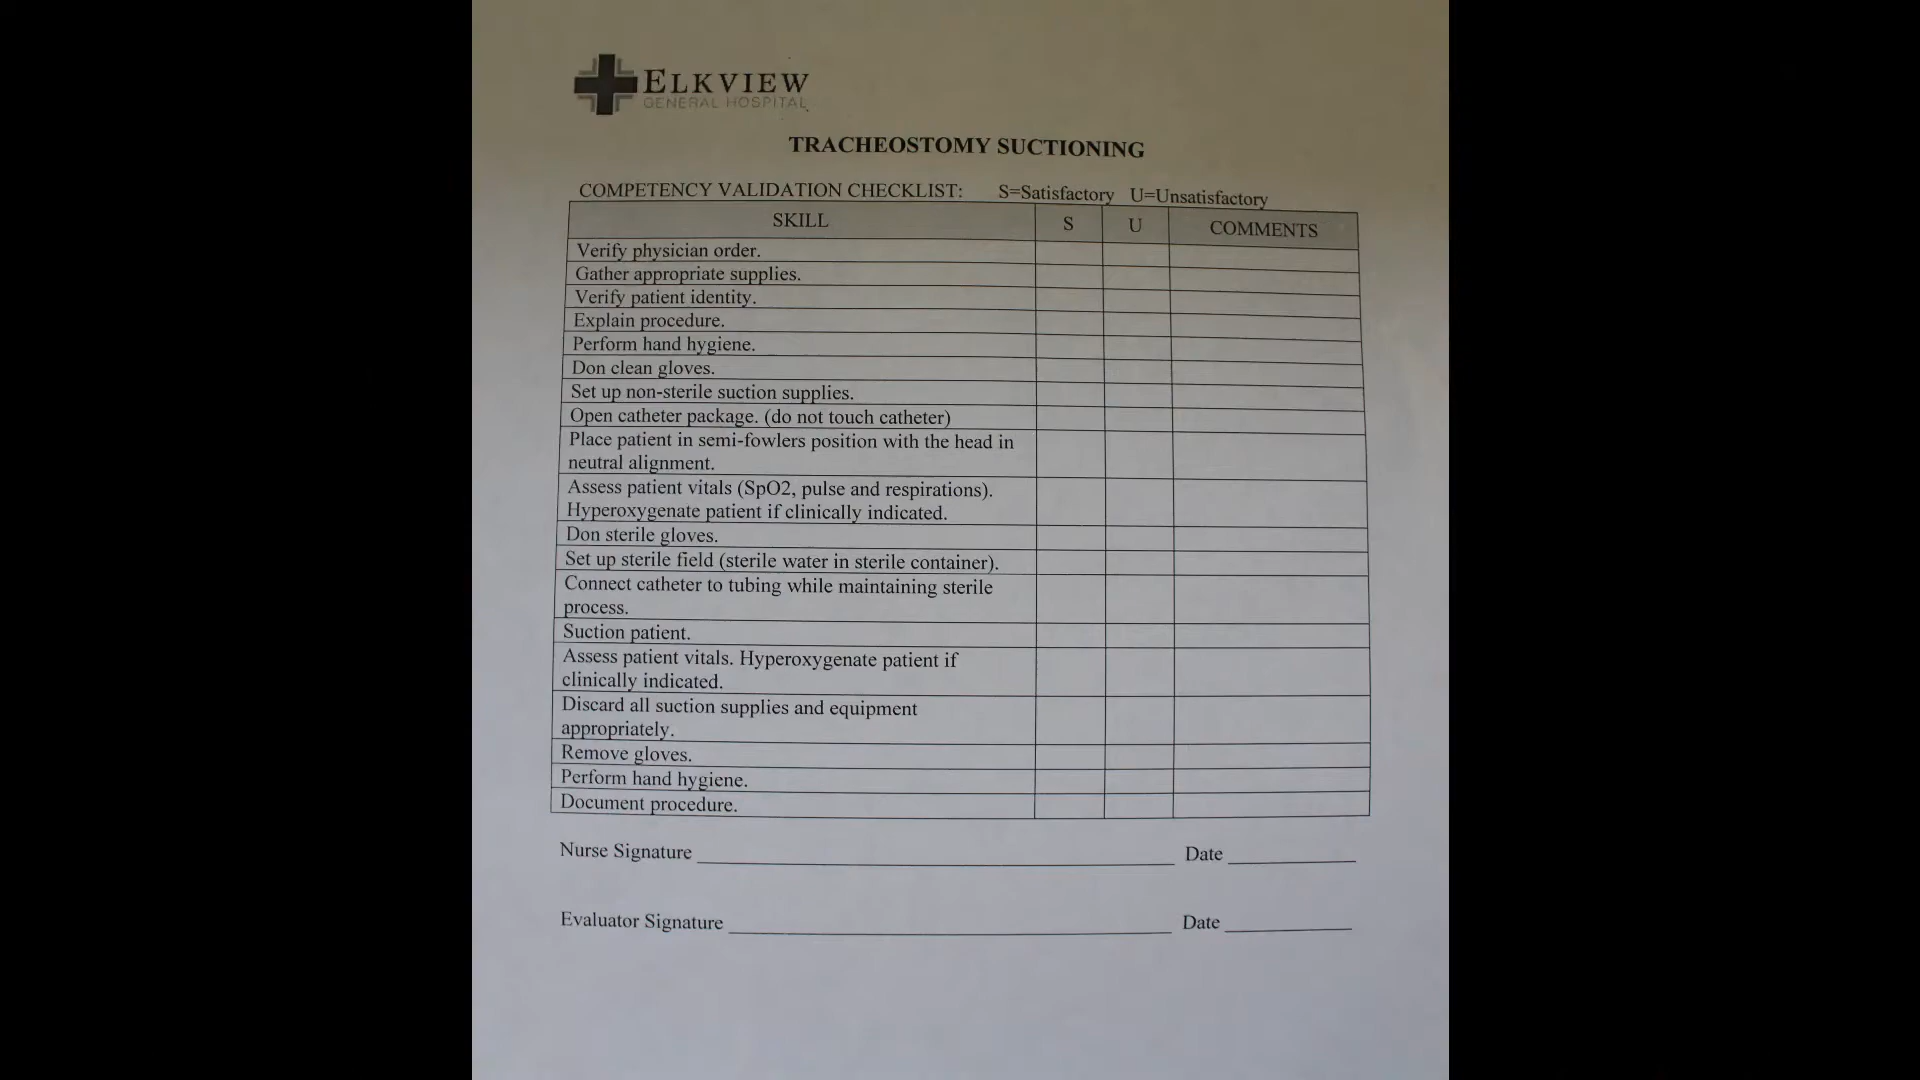 ELKVIEW
GENERAL HOSPITAL
TRACHEOSTOMY SUCTIONING
COMPETENCY VALIDATION CHECKLIST: S=Satisfactory U=Unsatisfactory
SKILL S U COMMENTS
Verify physician order.
Gather appropriate supplies.
Verify patient identity.
Explain procedure.
Perform hand hygiene.
Don clean gloves.
Set up non-sterile suction supplies.
Open catheter package. (do not touch catheter)
Place patient in semi-fowlers position with the head in
neutral alignment.
Assess patient vitals (SpO2, pulse and respirations).
Hyperoxygenate patient if clinically indicated.
Don sterile gloves.
Set up sterile field (sterile water in sterile container).
Connect catheter to tubing while maintaining sterile
process.
Suction patient.
Assess patient vitals. Hyperoxygenate patient if
clinically indicated.
Discard all suction supplies and equipment
appropriately.
Remove gloves.
Perform hand hygiene.
Document procedure.
Nurse Signature Date
Evaluator Signature Date